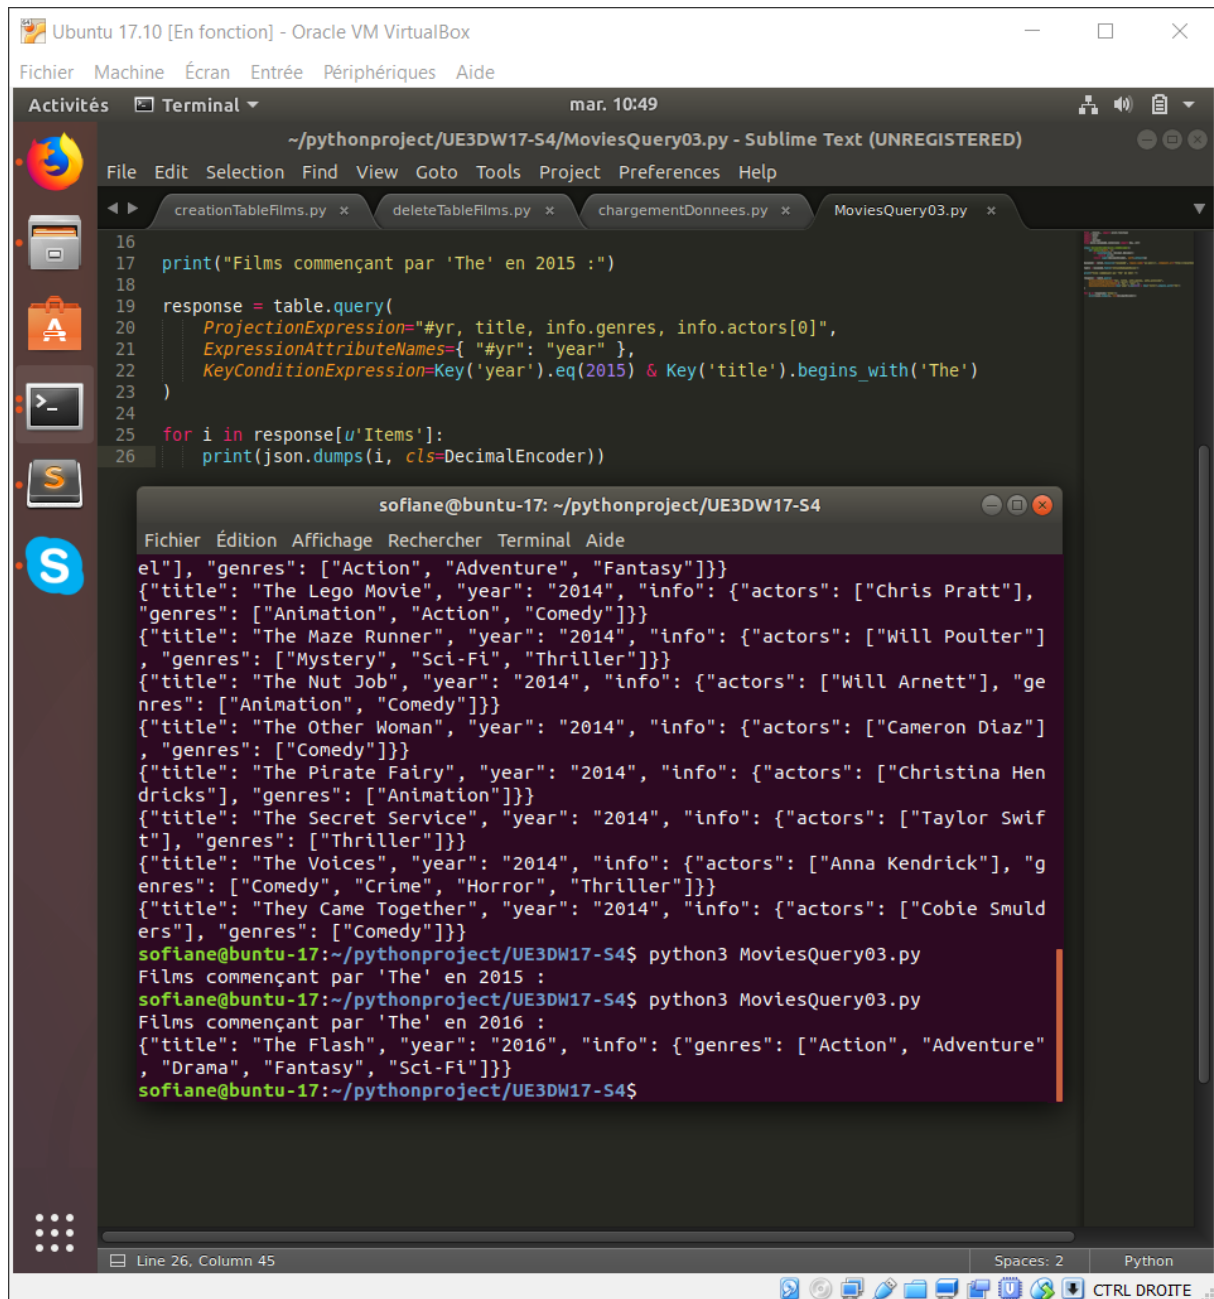 Ubuntu 17.10 [En fonction] - Oracle VM VirtualBox
Fichier Machine Écran Entrée Périphériques Aide
Activités Terminal mar. 10:49
~/pythonproject/UE3DW17-S4/MoviesQuery03.py - Sublime Text (UNREGISTERED)
File Edit Selection Find View Goto Tools Project Preferences Help
creationTableFilms.py × deleteTableFilms.py × chargementDonnees.py × MoviesQuery03.py ×
16
17 print("Films commençant par 'The' en 2015 :")
18
19 response = table.query(
20 ProjectionExpression="#yr, title, info.genres, info.actors[0]",
21 ExpressionAttributeNames={ "#yr": "year" },
22 KeyConditionExpression=Key('year').eq(2015) & Key('title').begins_with('The')
23 )
24
25 for i in response[u'Items']:
26 print(json.dumps(i, cls=DecimalEncoder))
sofiane@buntu-17: ~/pythonproject/UE3DW17-S4
Fichier Édition Affichage Rechercher Terminal Aide
el"], "genres": ["Action", "Adventure", "Fantasy"]}}
{"title": "The Lego Movie", "year": "2014", "info": {"actors": ["Chris Pratt"],
"genres": ["Animation", "Action", "Comedy"]}}
{"title": "The Maze Runner", "year": "2014", "info": {"actors": ["Will Poulter"]
, "genres": ["Mystery", "Sci-Fi", "Thriller"]}}
{"title": "The Nut Job", "year": "2014", "info": {"actors": ["Will Arnett"], "ge
nres": ["Animation", "Comedy"]}}
{"title": "The Other Woman", "year": "2014", "info": {"actors": ["Cameron Diaz"]
, "genres": ["Comedy"]}}
{"title": "The Pirate Fairy", "year": "2014", "info": {"actors": ["Christina Hen
dricks"], "genres": ["Animation"]}}
{"title": "The Secret Service", "year": "2014", "info": {"actors": ["Taylor Swif
t"], "genres": ["Thriller"]}}
{"title": "The Voices", "year": "2014", "info": {"actors": ["Anna Kendrick"], "g
enres": ["Comedy", "Crime", "Horror", "Thriller"]}}
{"title": "They Came Together", "year": "2014", "info": {"actors": ["Cobie Smuld
ers"], "genres": ["Comedy"]}}
sofiane@buntu-17:~/pythonproject/UE3DW17-S4$ python3 MoviesQuery03.py
Films commençant par 'The' en 2015 :
sofiane@buntu-17:~/pythonproject/UE3DW17-S4$ python3 MoviesQuery03.py
Films commençant par 'The' en 2016 :
{"title": "The Flash", "year": "2016", "info": {"genres": ["Action", "Adventure"
, "Drama", "Fantasy", "Sci-Fi"]}}
sofiane@buntu-17:~/pythonproject/UE3DW17-S4$
Line 26, Column 45 Spaces: 2 Python
CTRL DROITE